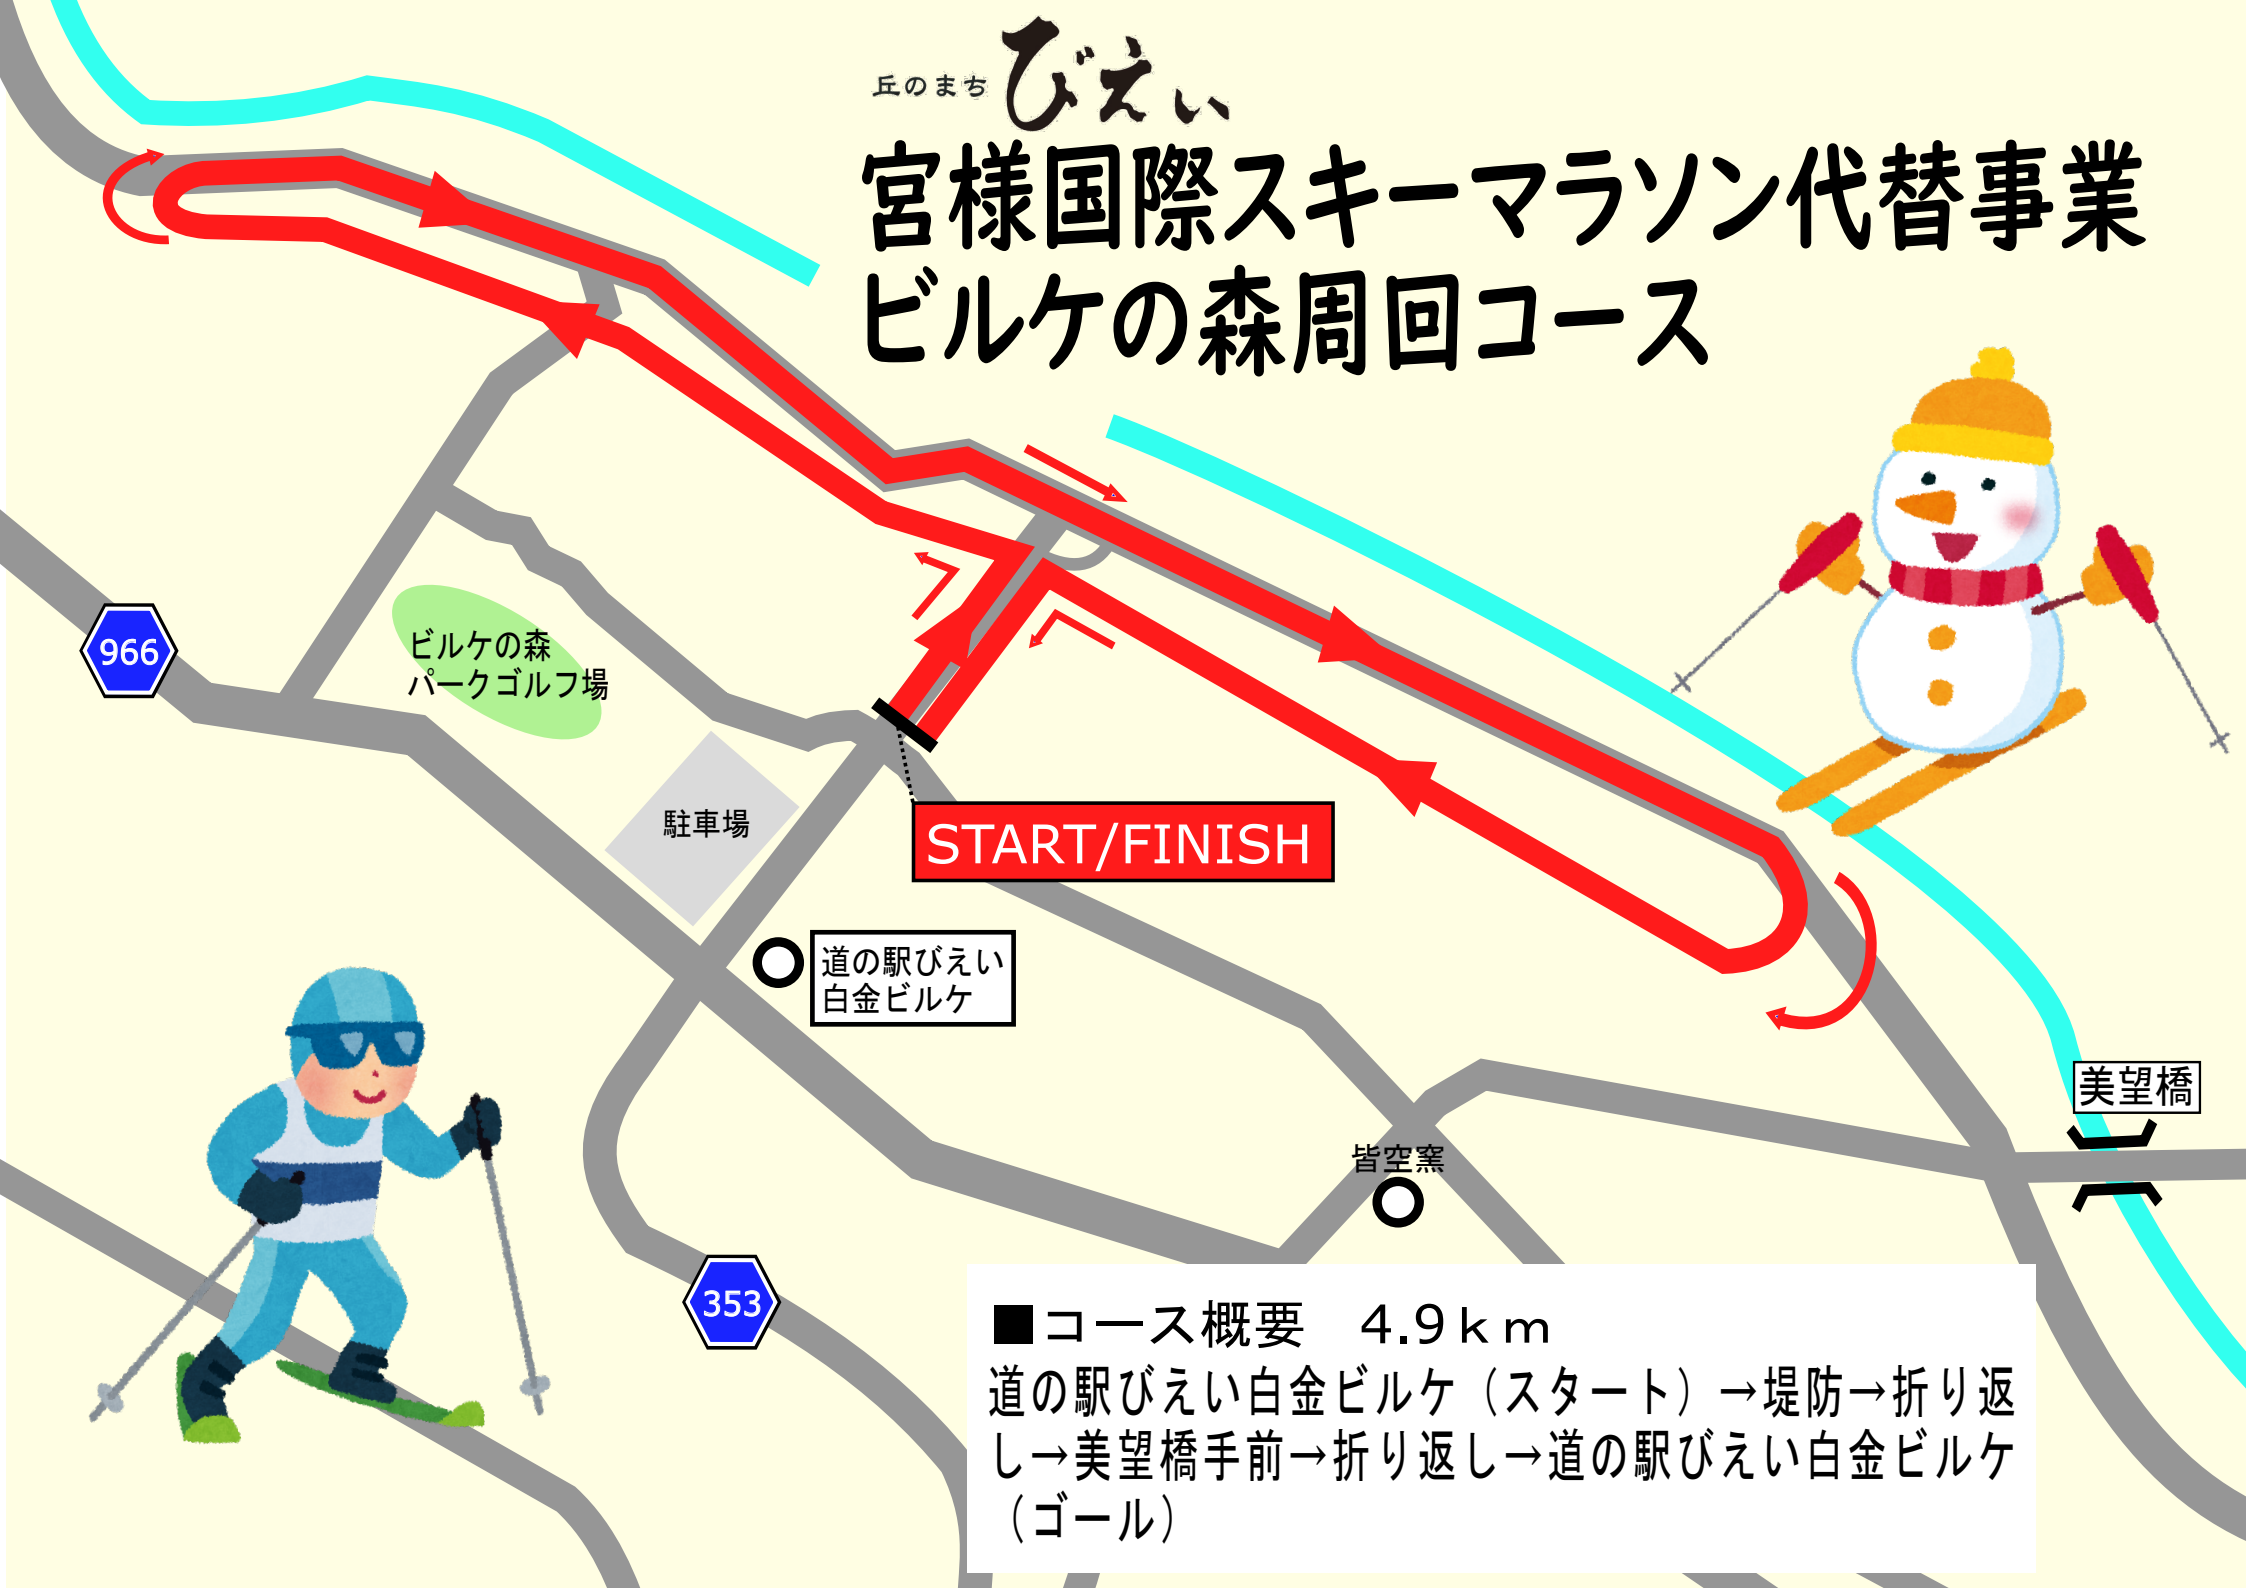 丘のまち びえい
宮様国際スキーマラソン代替事業
ビルケの森周回コース
966
ビルケの森
パークゴルフ場
駐車場
START/FINISH
道の駅びえい
白金ビルケ
美望橋
皆空窯
353
■コース概要　4.9ｋｍ
道の駅びえい白金ビルケ（スタート）→堤防→折り返
し→美望橋手前→折り返し→道の駅びえい白金ビルケ
（ゴール）